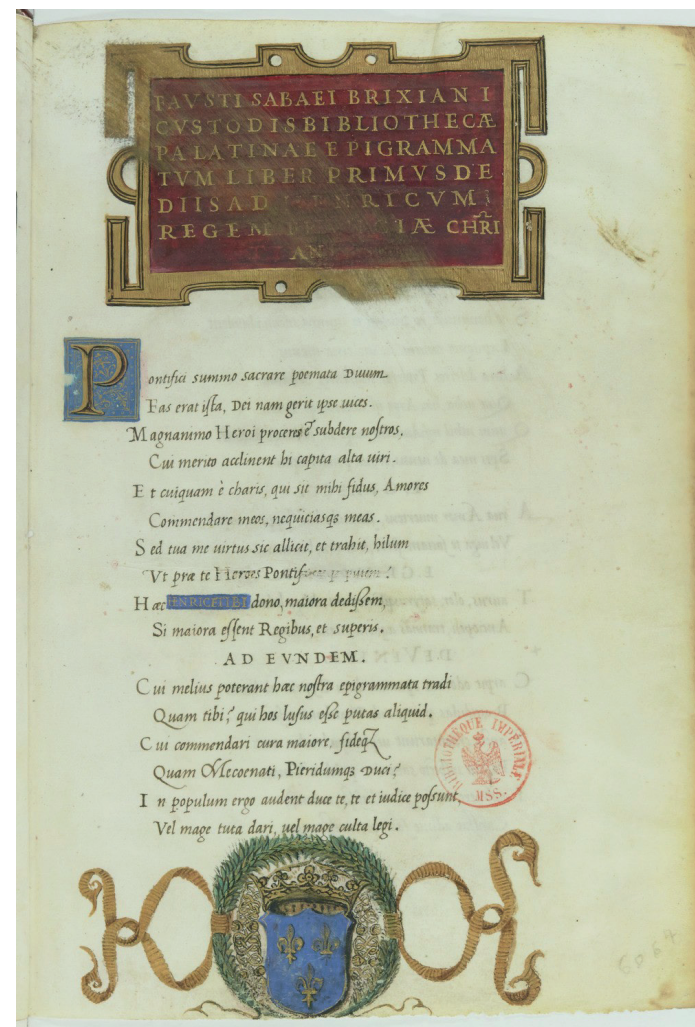 FAVSTI SABAEI BRIXIANI
CVSTODIS BIBLIOTHECÆ
PALATINAE EPIGRAMMA
TVM LIBER PRIMVS DE
DIIS AD HENRICVM
REGEM CHRI
AN
Pontifici summo sacrare poemata Diuum
Fas erat ista, Dei nam gerit ipse uices.
Magnanimo Heroi proceres & subdere nostros,
Cui merito acclinent hi capita alta uiri.
Et cuiquam è charis, qui sit mihi fidus, Amores
Commendare meos, nequiciasqs meas.
Sed tua me uirtus sic allicit, et trahit, hilum
Vt præ te Heroes
Hæc HENRICE TIBI dono, maiora dedissem,
Si maiora essent Regibus, et superis.
AD EVNDEM.
Cui melius poterant hæc nostra epigrammata tradi
Quam tibi? qui hos lusus esse putas aliquid.
Cui commendari cura maiore, fideqz
Quam Mecoenati, Pieridumqs Duci?
In populum ergo audent duce te, te et iudice possunt,
Vel mage tuta dari, uel mage culta legi.
BIBLIOTHÈQUE IMPÉRIALE
MSS.